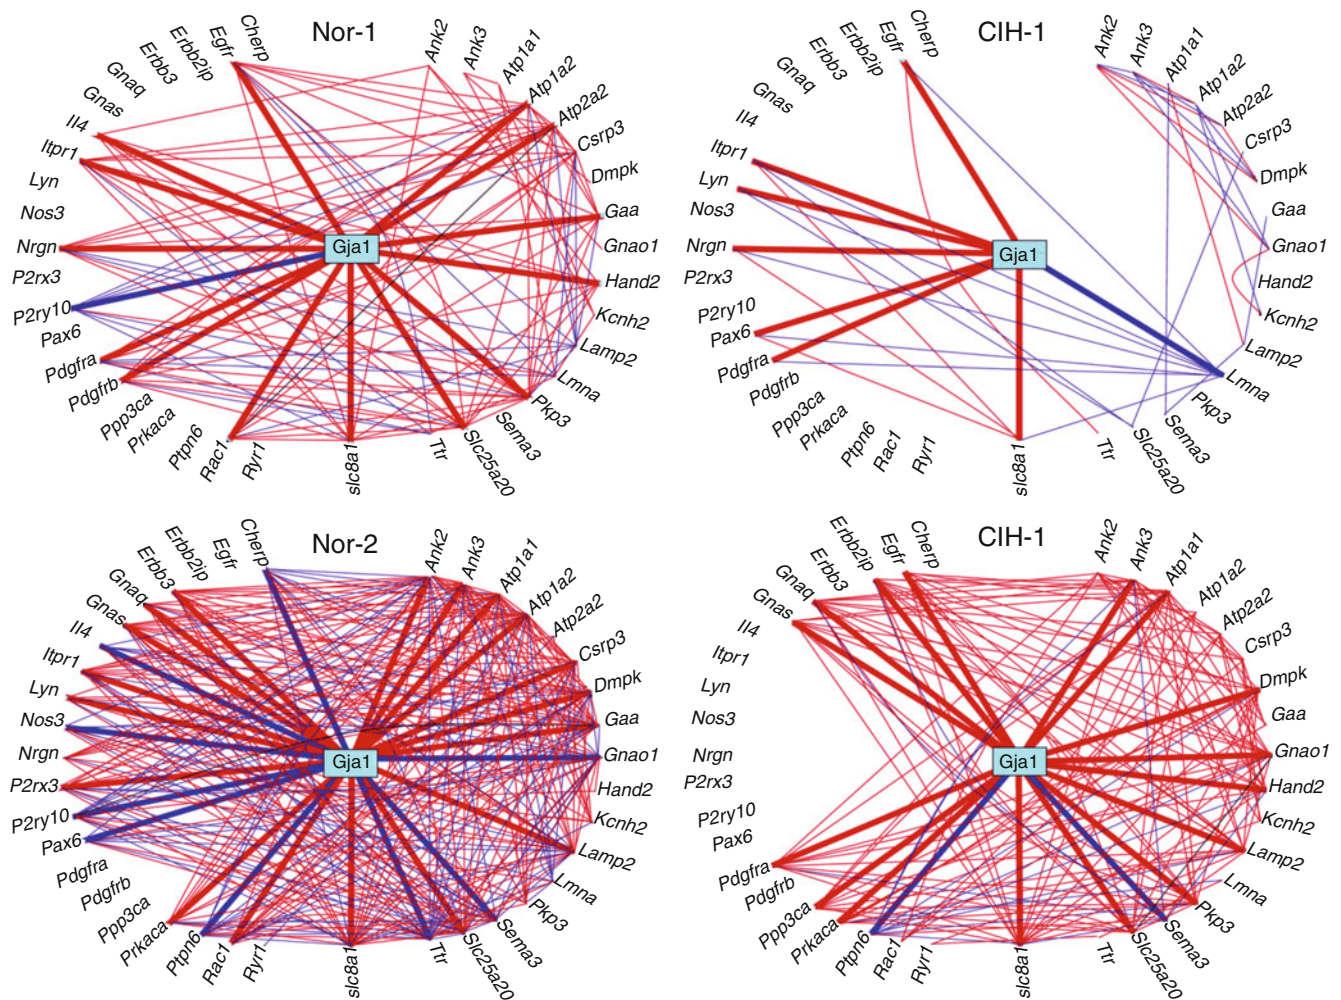 Nor-1
Cherp
Egfr
Erbb2ip
Erbb3
Gnaq
Gnas
Il4
Itpr1
Lyn
Nos3
Nrgn
P2rx3
P2ry10
Pax6
Pdgfra
Pdgfrb
Ppp3ca
Prkaca
Ptpn6
Rac1
Ryr1
slc8a1
Ttr
Slc25a20
Sema3
Pkp3
Lmna
Lamp2
Kcnh2
Hand2
Gnao1
Gaa
Dmpk
Csrp3
Atp2a2
Atp1a2
Atp1a1
Ank3
Ank2
Gja1
CIH-1
Cherp
Egfr
Erbb2ip
Erbb3
Gnaq
Gnas
Il4
Itpr1
Lyn
Nos3
Nrgn
P2rx3
P2ry10
Pax6
Pdgfra
Pdgfrb
Ppp3ca
Prkaca
Ptpn6
Rac1
Ryr1
slc8a1
Ttr
Slc25a20
Sema3
Pkp3
Lmna
Lamp2
Kcnh2
Hand2
Gnao1
Gaa
Dmpk
Csrp3
Atp2a2
Atp1a2
Atp1a1
Ank3
Ank2
Gja1
Nor-2
Cherp
Egfr
Erbb2ip
Erbb3
Gnaq
Gnas
Il4
Itpr1
Lyn
Nos3
Nrgn
P2rx3
P2ry10
Pax6
Pdgfra
Pdgfrb
Ppp3ca
Prkaca
Ptpn6
Rac1
Ryr1
slc8a1
Ttr
Slc25a20
Sema3
Pkp3
Lmna
Lamp2
Kcnh2
Hand2
Gnao1
Gaa
Dmpk
Csrp3
Atp2a2
Atp1a2
Atp1a1
Ank3
Ank2
Gja1
CIH-1
Cherp
Egfr
Erbb2ip
Erbb3
Gnaq
Gnas
Il4
Itpr1
Lyn
Nos3
Nrgn
P2rx3
P2ry10
Pax6
Pdgfra
Pdgfrb
Ppp3ca
Prkaca
Ptpn6
Rac1
Ryr1
slc8a1
Ttr
Slc25a20
Sema3
Pkp3
Lmna
Lamp2
Kcnh2
Hand2
Gnao1
Gaa
Dmpk
Csrp3
Atp2a2
Atp1a2
Atp1a1
Ank3
Ank2
Gja1